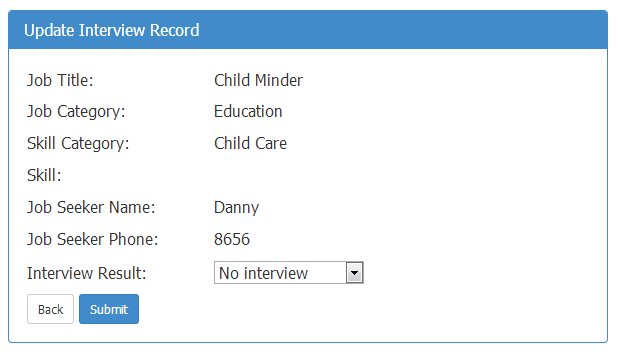 Update Interview Record
Job Title: Child Minder
Job Category: Education
Skill Category: Child Care
Skill:
Job Seeker Name: Danny
Job Seeker Phone: 8656
Interview Result: No interview
Back Submit